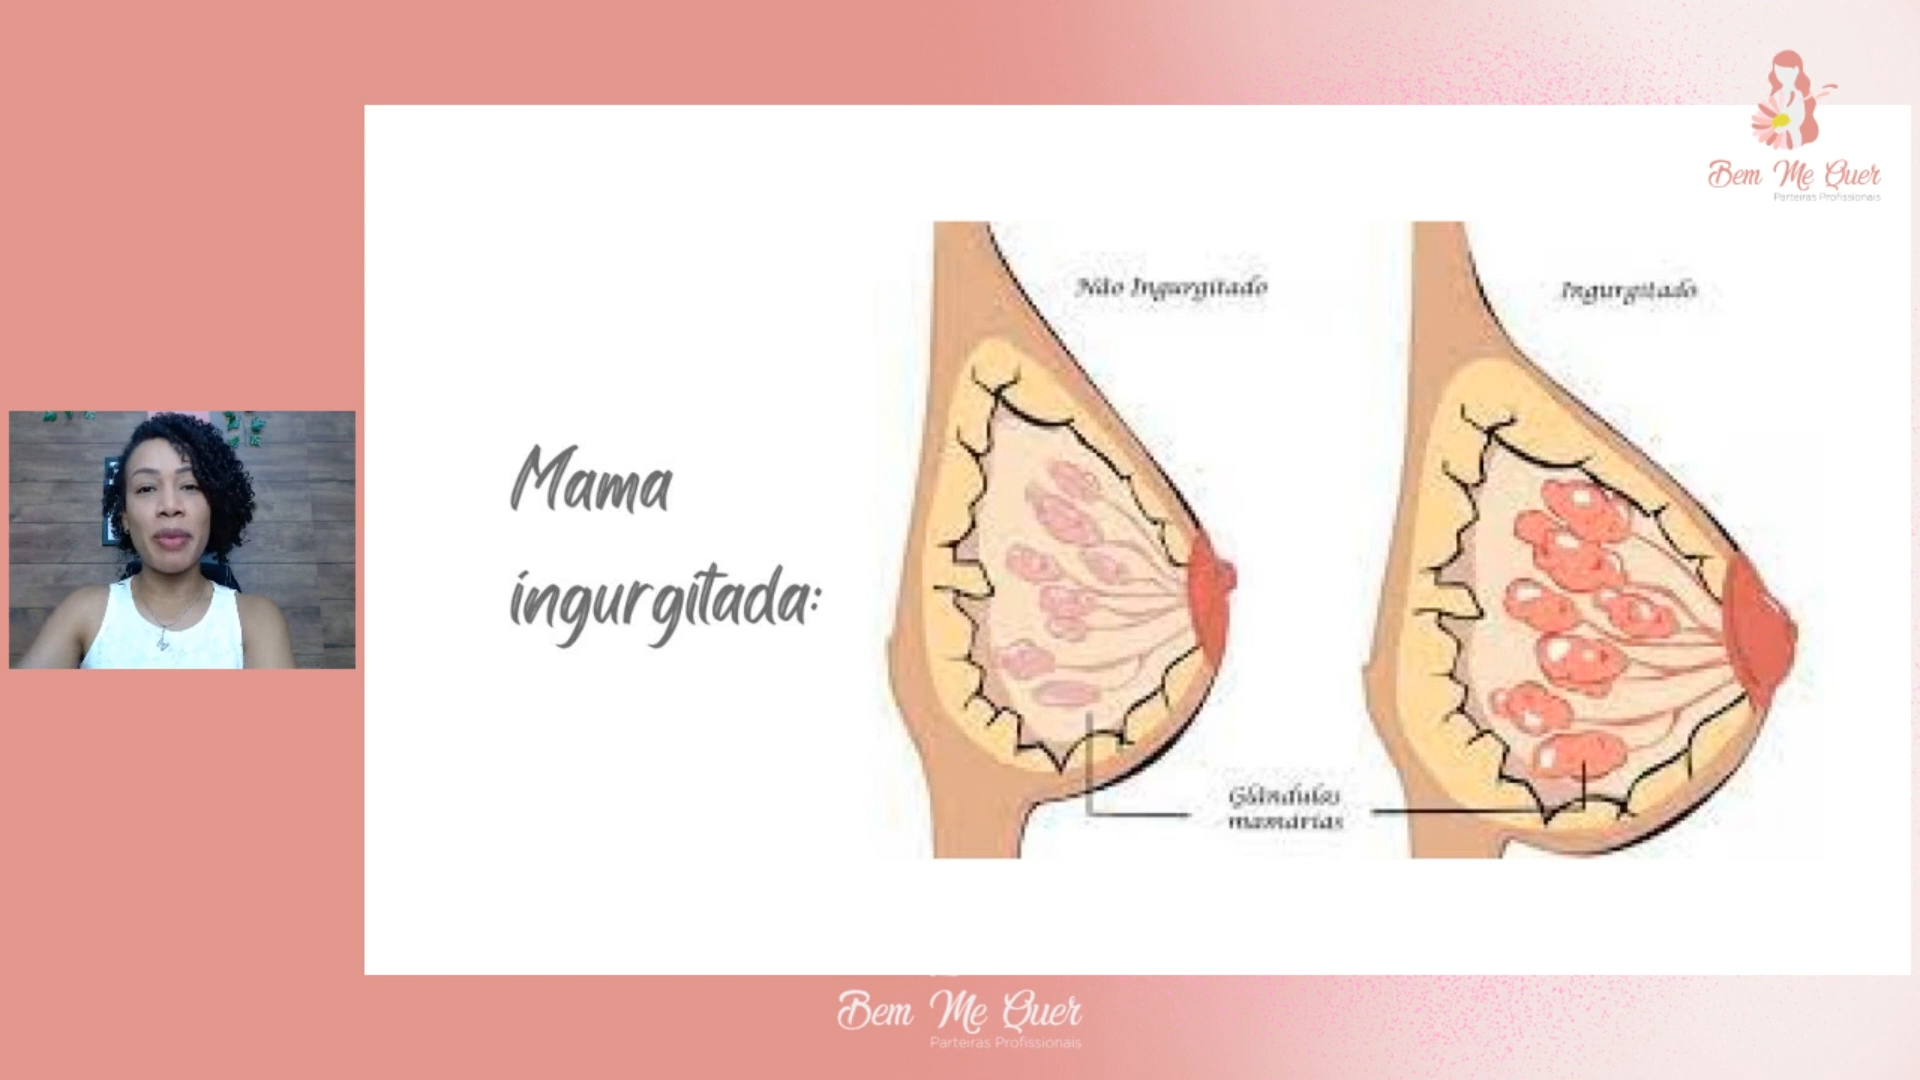 Bem Me Quer
Parteiras Profissionais
Não Ingurgitado
Ingurgitado
Mama
ingurgitada:
Glândulas
mamárias
Bem Me Quer
Parteiras Profissionais